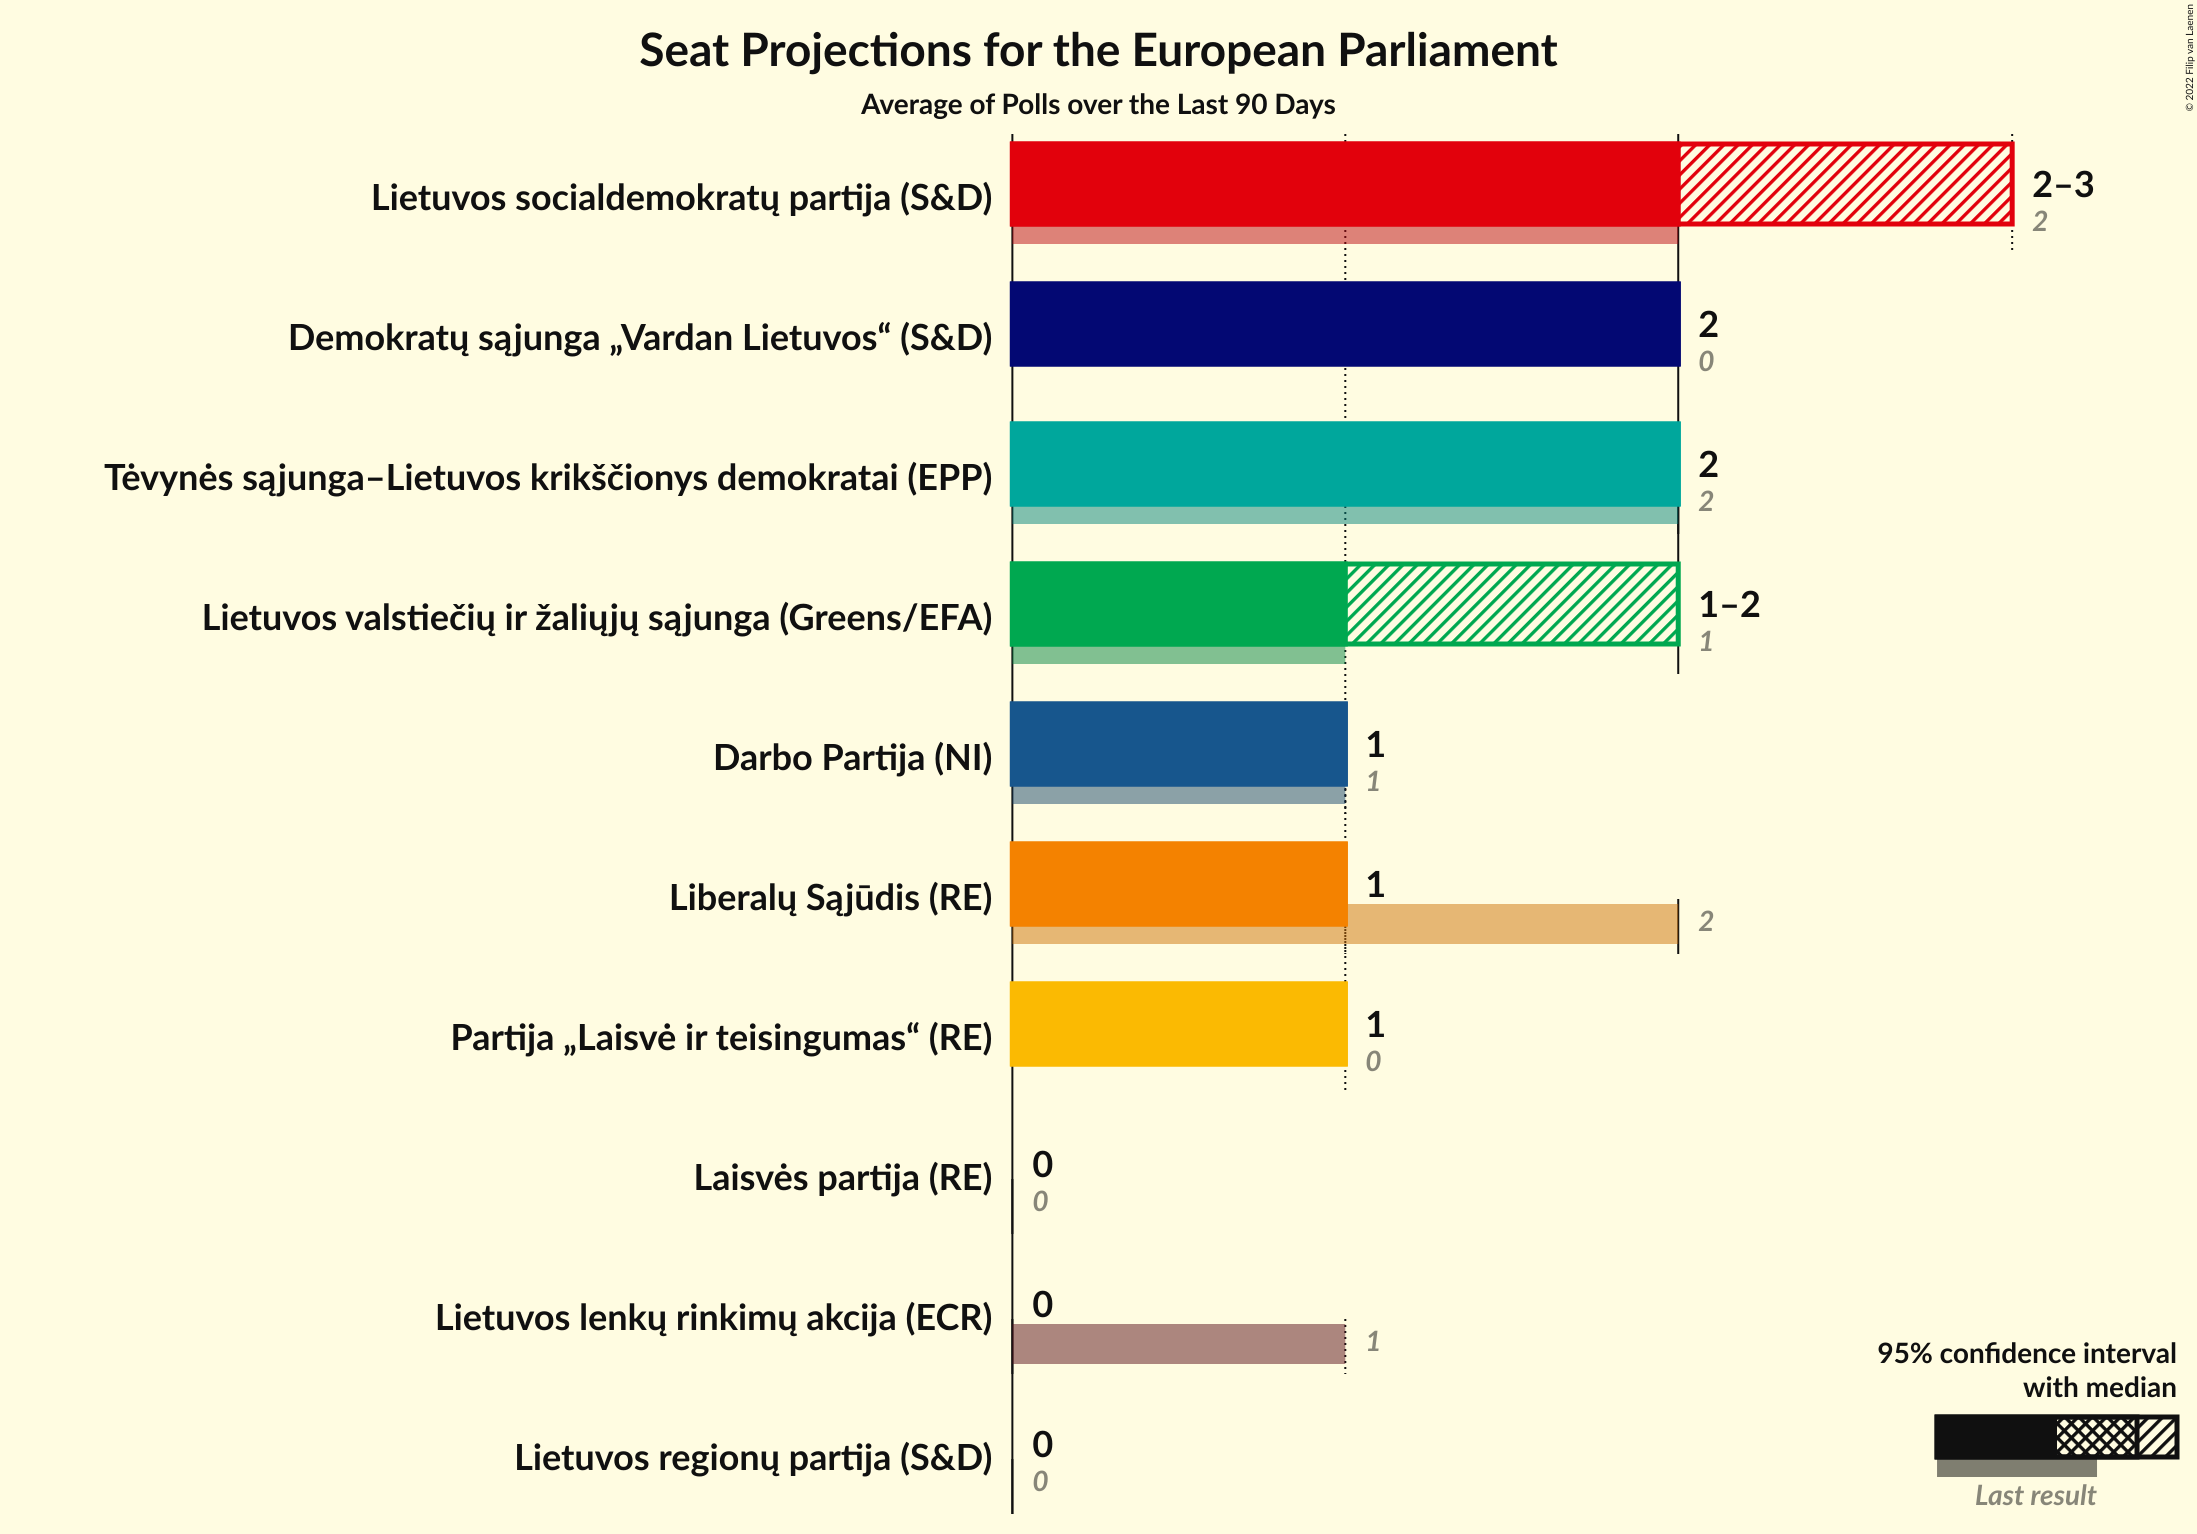 Seat Projections for the European Parliament
Average of Polls over the Last 90 Days
© 2022 Filip van Laenen
Lietuvos socialdemokratų partija (S&D)
2–3
2
Demokratų sąjunga „Vardan Lietuvos“ (S&D)
2
0
Tėvynės sąjunga–Lietuvos krikščionys demokratai (EPP)
2
2
Lietuvos valstiečių ir žaliųjų sąjunga (Greens/EFA)
1–2
1
Darbo Partija (NI)
1
1
Liberalų Sąjūdis (RE)
1
2
Partija „Laisvė ir teisingumas“ (RE)
1
0
Laisvės partija (RE)
0
0
Lietuvos lenkų rinkimų akcija (ECR)
0
1
Lietuvos regionų partija (S&D)
0
0
95% confidence interval
with median
Last result